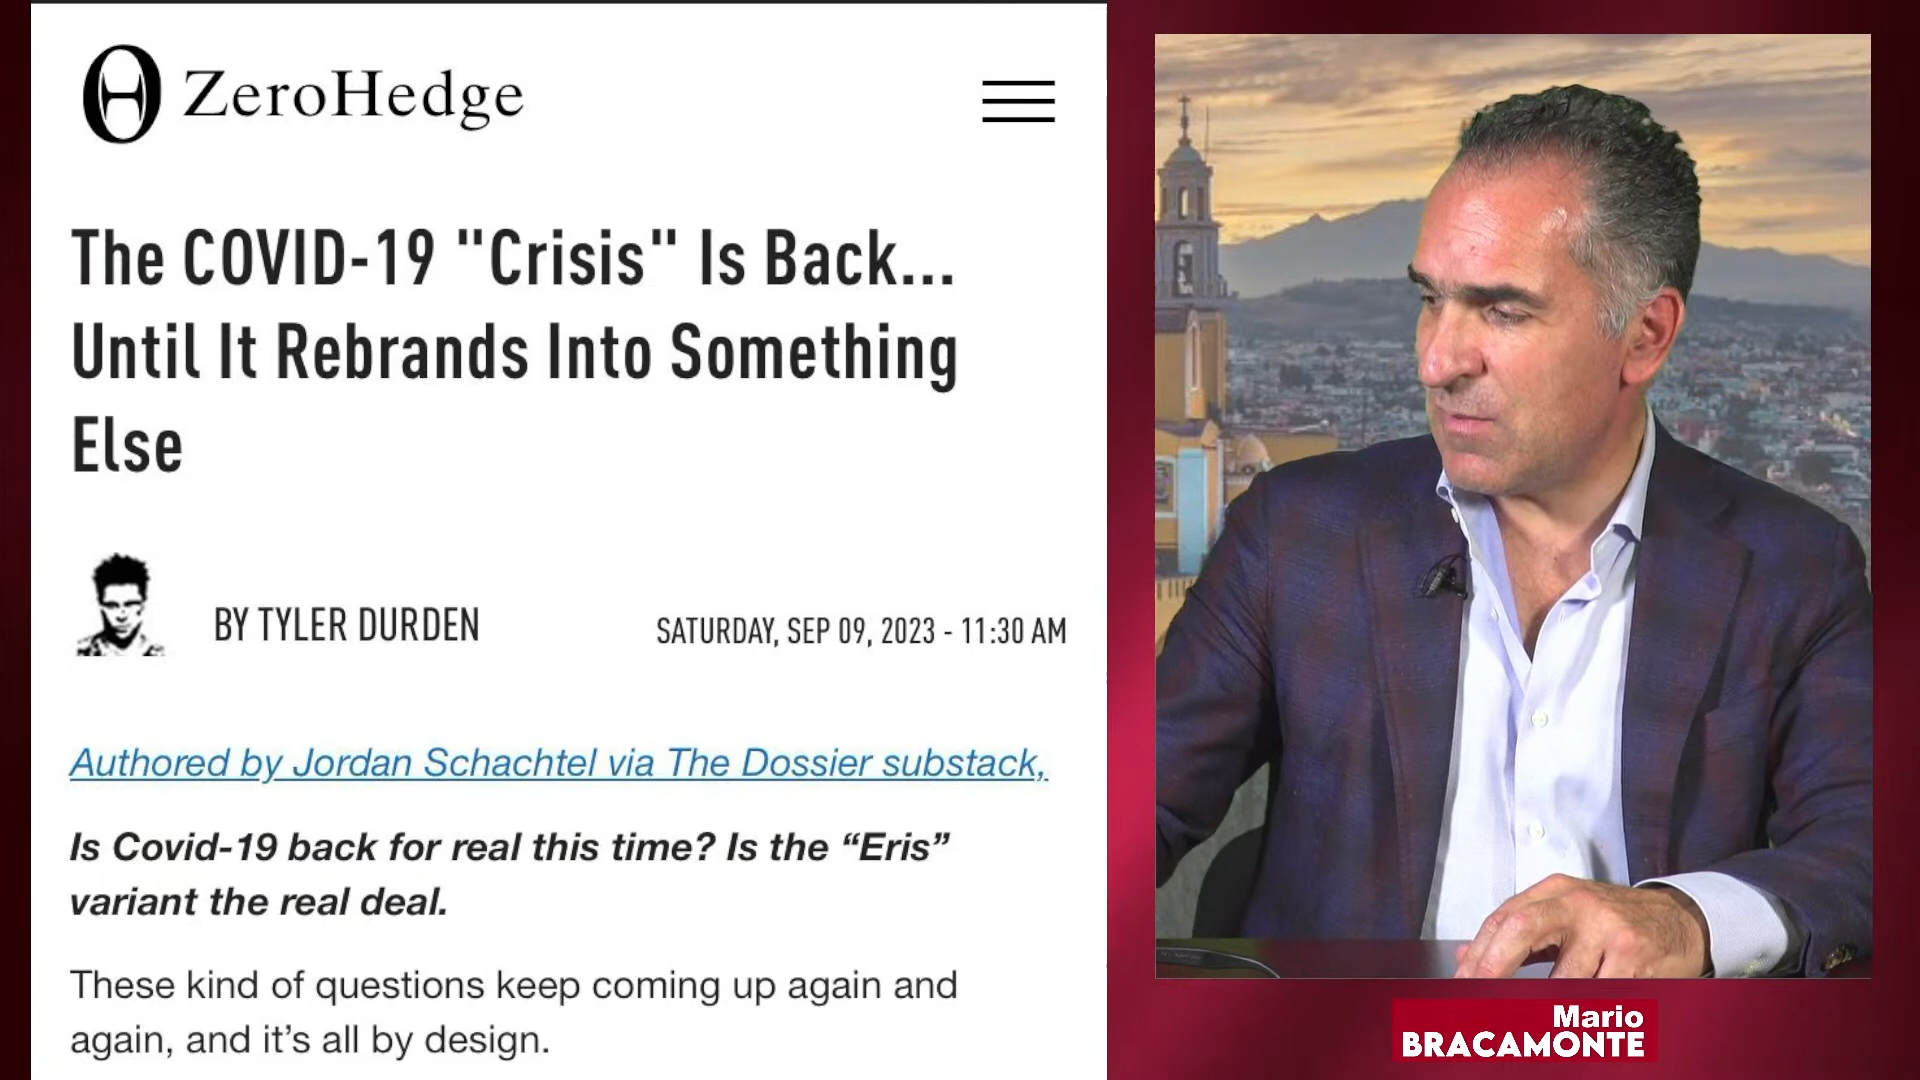 ZeroHedge
The COVID-19 "Crisis" Is Back...
Until It Rebrands Into Something
Else
BY TYLER DURDEN
SATURDAY, SEP 09, 2023 - 11:30 AM
Authored by Jordan Schachtel via The Dossier substack,
Is Covid-19 back for real this time? Is the “Eris”
variant the real deal.
These kind of questions keep coming up again and
again, and it’s all by design.
Mario
BRACAMONTE